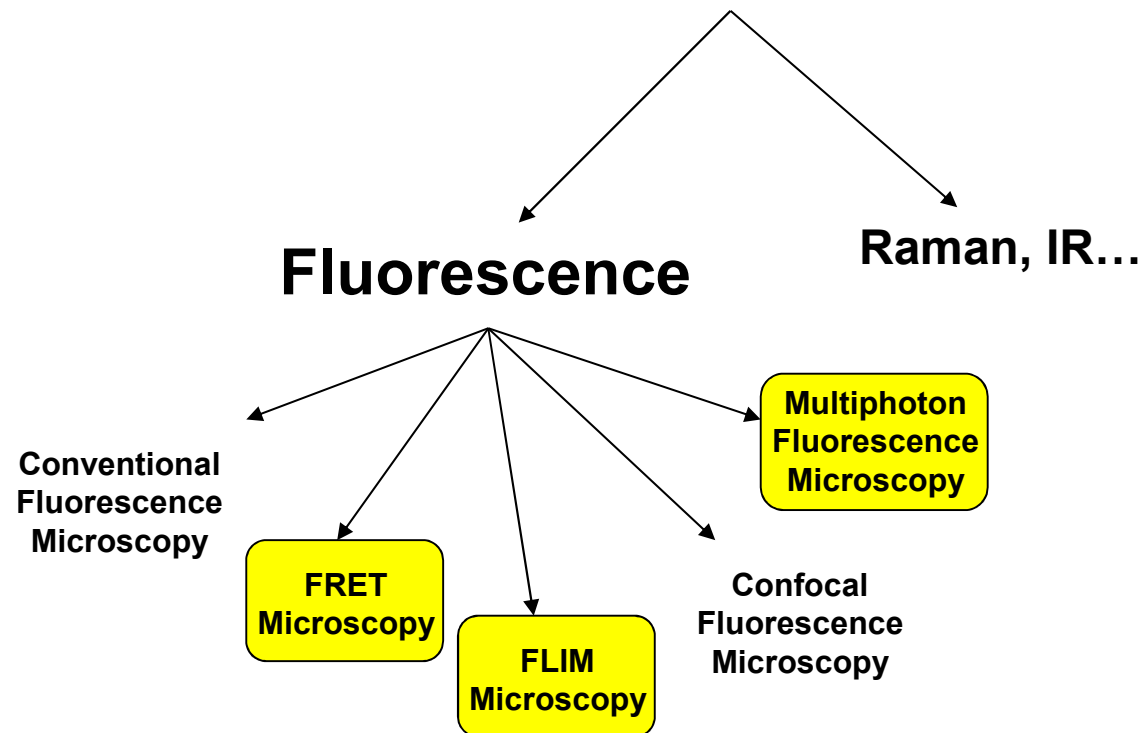 Fluorescence
Raman, IR…
Conventional
Fluorescence
Microscopy
FRET
Microscopy
FLIM
Microscopy
Confocal
Fluorescence
Microscopy
Multiphoton
Fluorescence
Microscopy